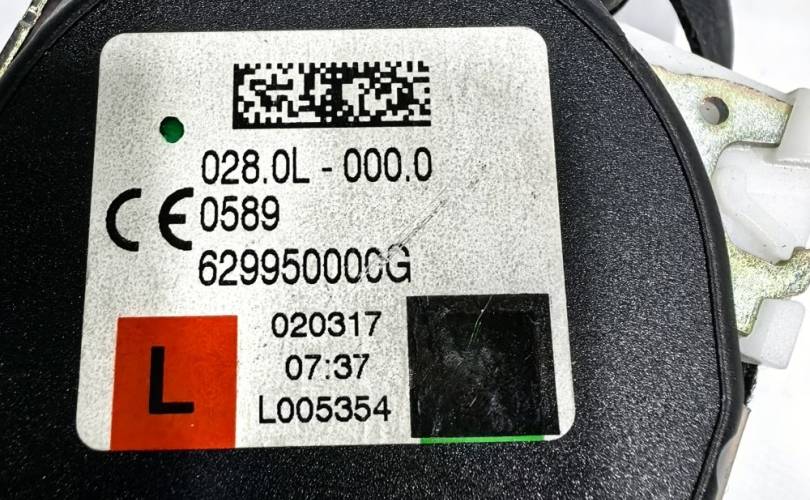 028.0L - 000.0
CE 0589
629950000G
020317
07:37
L L005354